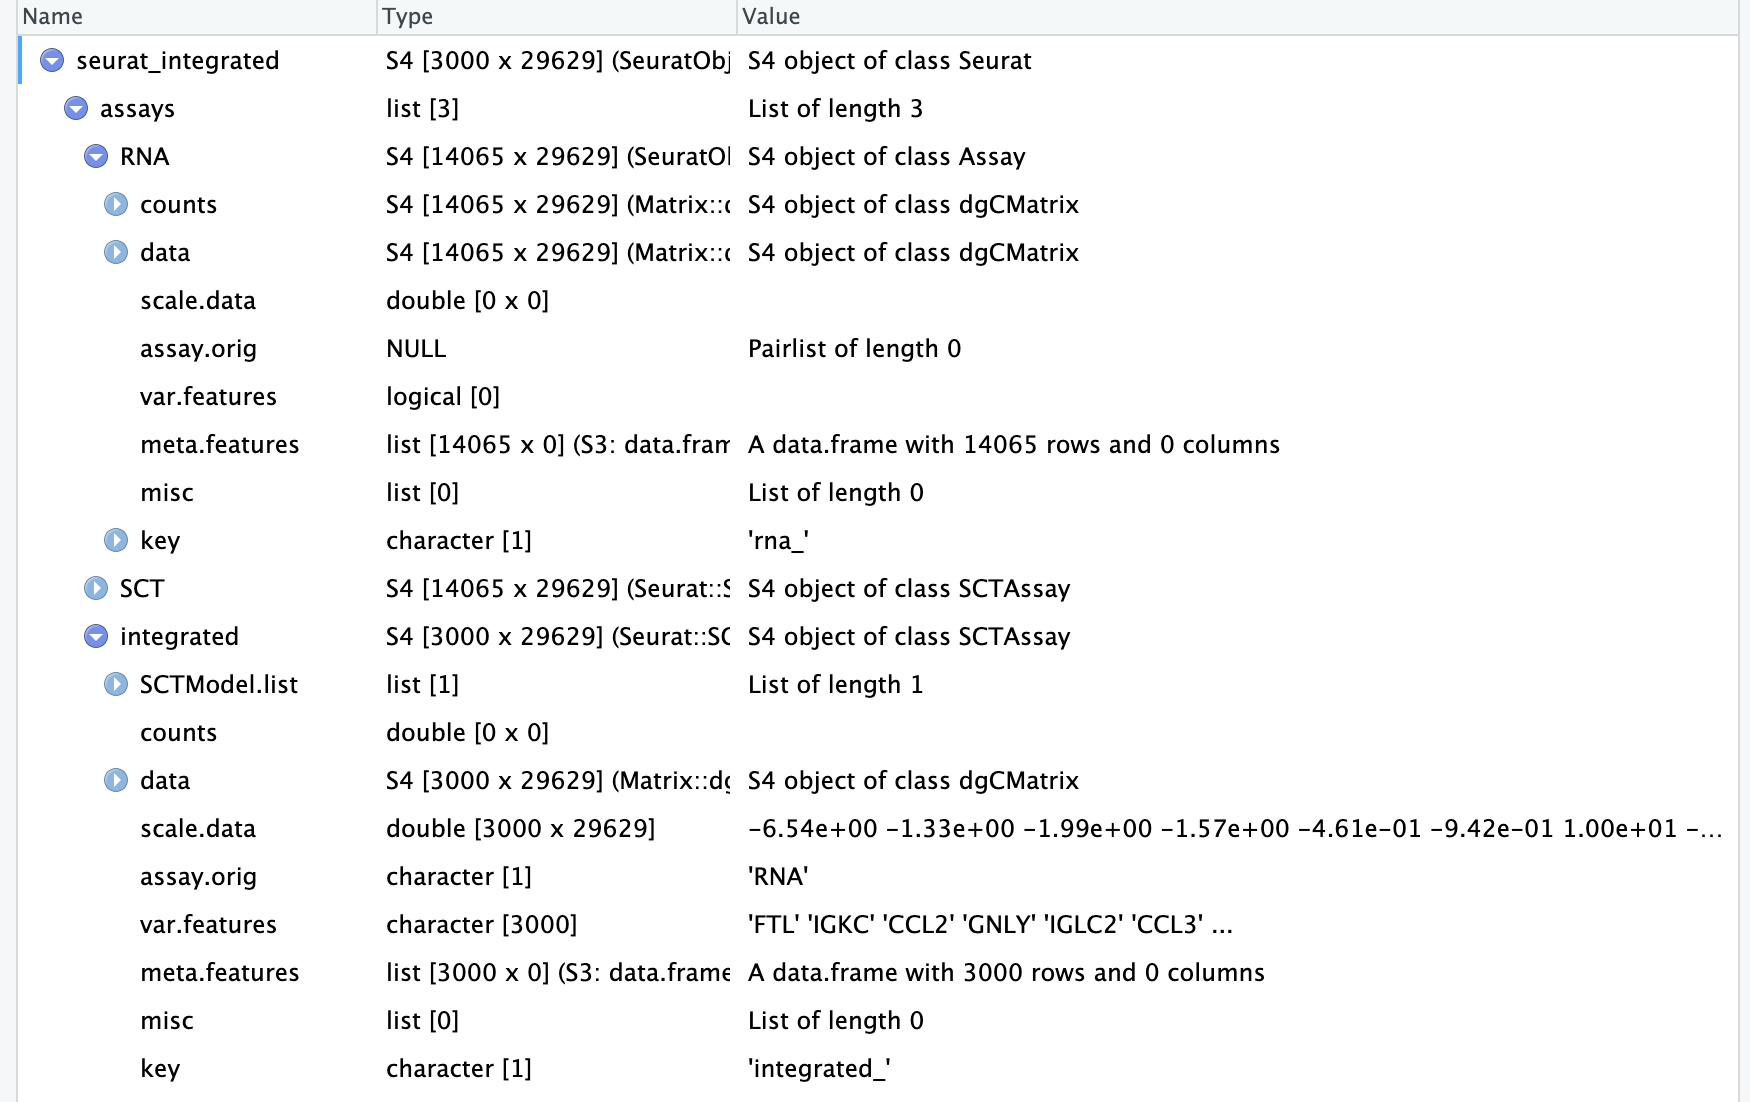 Name Type Value
seurat_integrated S4 [3000 x 29629] (SeuratObj S4 object of class Seurat
assays list [3] List of length 3
RNA S4 [14065 x 29629] (SeuratOl S4 object of class Assay
counts S4 [14065 x 29629] (Matrix::c S4 object of class dgCMatrix
data S4 [14065 x 29629] (Matrix::c S4 object of class dgCMatrix
scale.data double [0 x 0]
assay.orig NULL Pairlist of length 0
var.features logical [0]
meta.features list [14065 x 0] (S3: data.fram A data.frame with 14065 rows and 0 columns
misc list [0] List of length 0
key character [1] 'rna_'
SCT S4 [14065 x 29629] (Seurat::S S4 object of class SCTAssay
integrated S4 [3000 x 29629] (Seurat::SC S4 object of class SCTAssay
SCTModel.list list [1] List of length 1
counts double [0 x 0]
data S4 [3000 x 29629] (Matrix::dg S4 object of class dgCMatrix
scale.data double [3000 x 29629] -6.54e+00 -1.33e+00 -1.99e+00 -1.57e+00 -4.61e-01 -9.42e-01 1.00e+01 -...
assay.orig character [1] 'RNA'
var.features character [3000] 'FTL' 'IGKC' 'CCL2' 'GNLY' 'IGLC2' 'CCL3' ...
meta.features list [3000 x 0] (S3: data.frame A data.frame with 3000 rows and 0 columns
misc list [0] List of length 0
key character [1] 'integrated_'